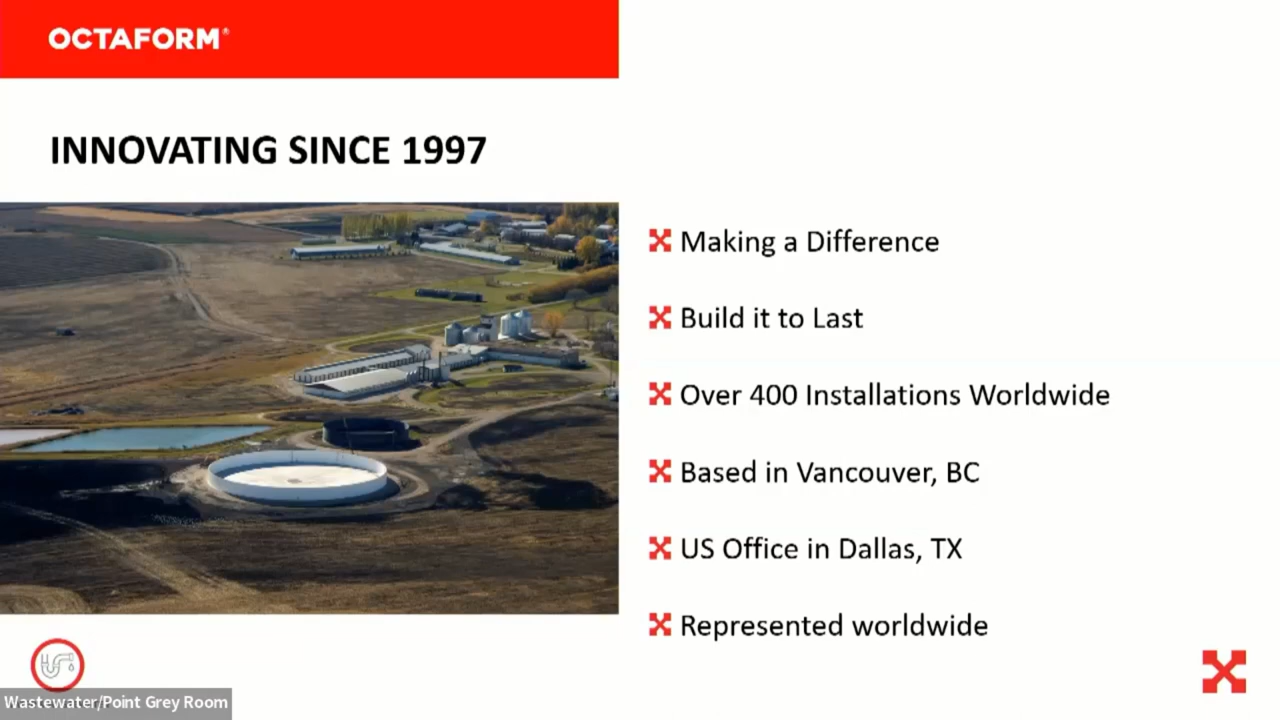 OCTAFORM®
INNOVATING SINCE 1997
Making a Difference
Build it to Last
Over 400 Installations Worldwide
Based in Vancouver, BC
US Office in Dallas, TX
Represented worldwide
Wastewater/Point Grey Room